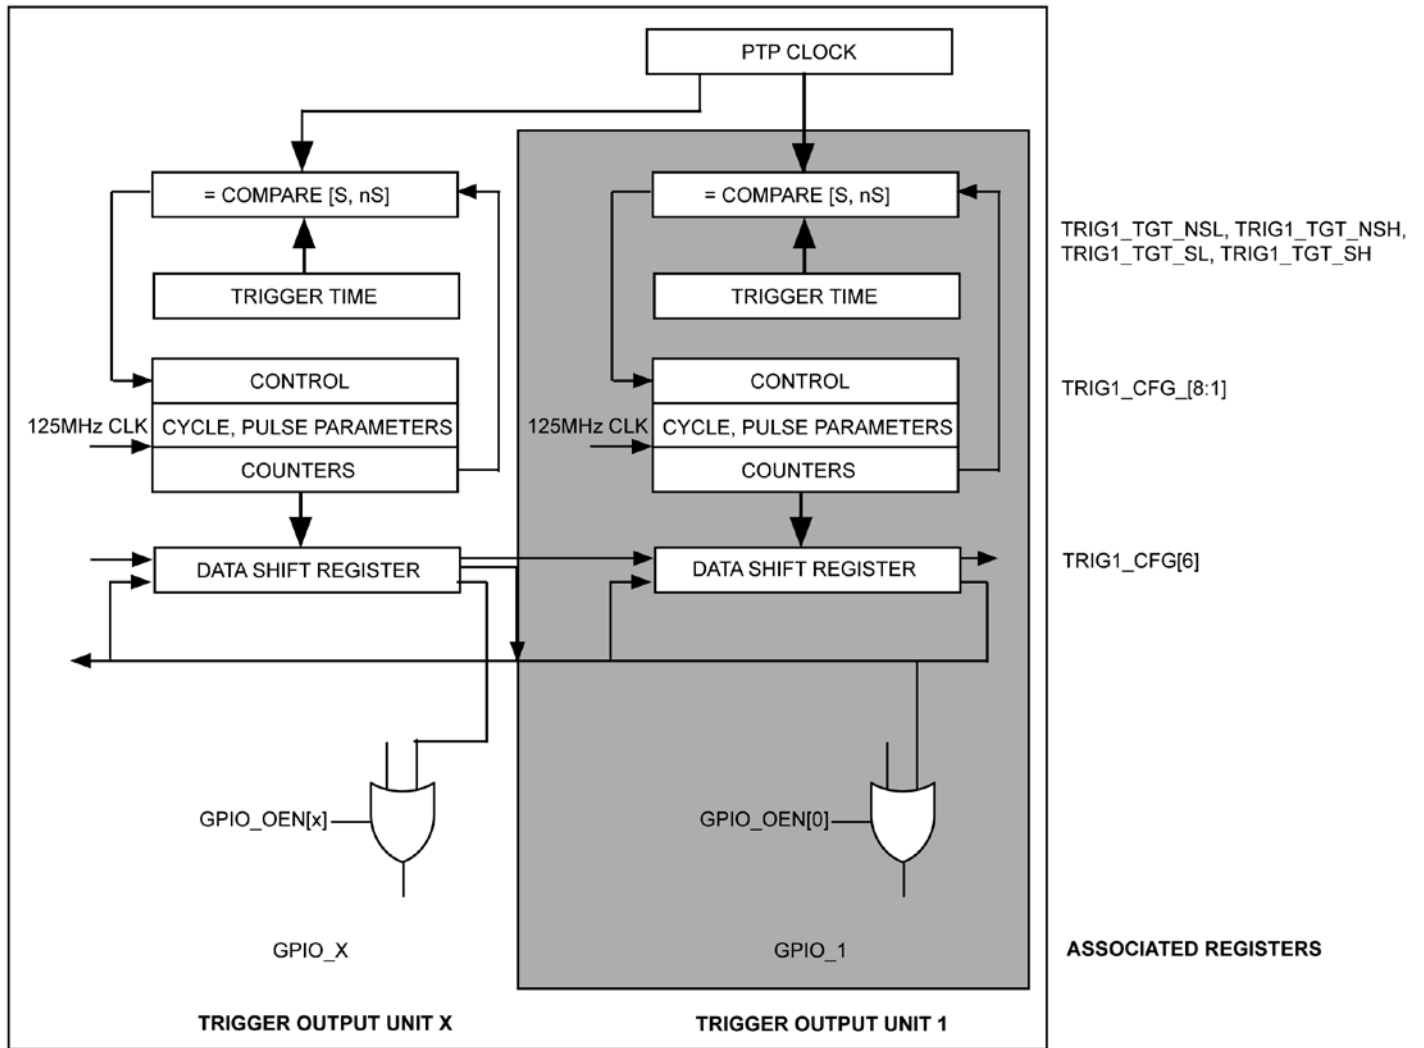 PTP CLOCK
= COMPARE [S, nS]
= COMPARE [S, nS]
TRIG1_TGT_NSL, TRIG1_TGT_NSH,
TRIG1_TGT_SL, TRIG1_TGT_SH
TRIGGER TIME
TRIGGER TIME
CONTROL
CONTROL
TRIG1_CFG_[8:1]
125MHz CLK
CYCLE, PULSE PARAMETERS
125MHz CLK
CYCLE, PULSE PARAMETERS
COUNTERS
COUNTERS
DATA SHIFT REGISTER
DATA SHIFT REGISTER
TRIG1_CFG[6]
GPIO_OEN[x]
GPIO_OEN[0]
GPIO_X
GPIO_1
ASSOCIATED REGISTERS
TRIGGER OUTPUT UNIT X
TRIGGER OUTPUT UNIT 1